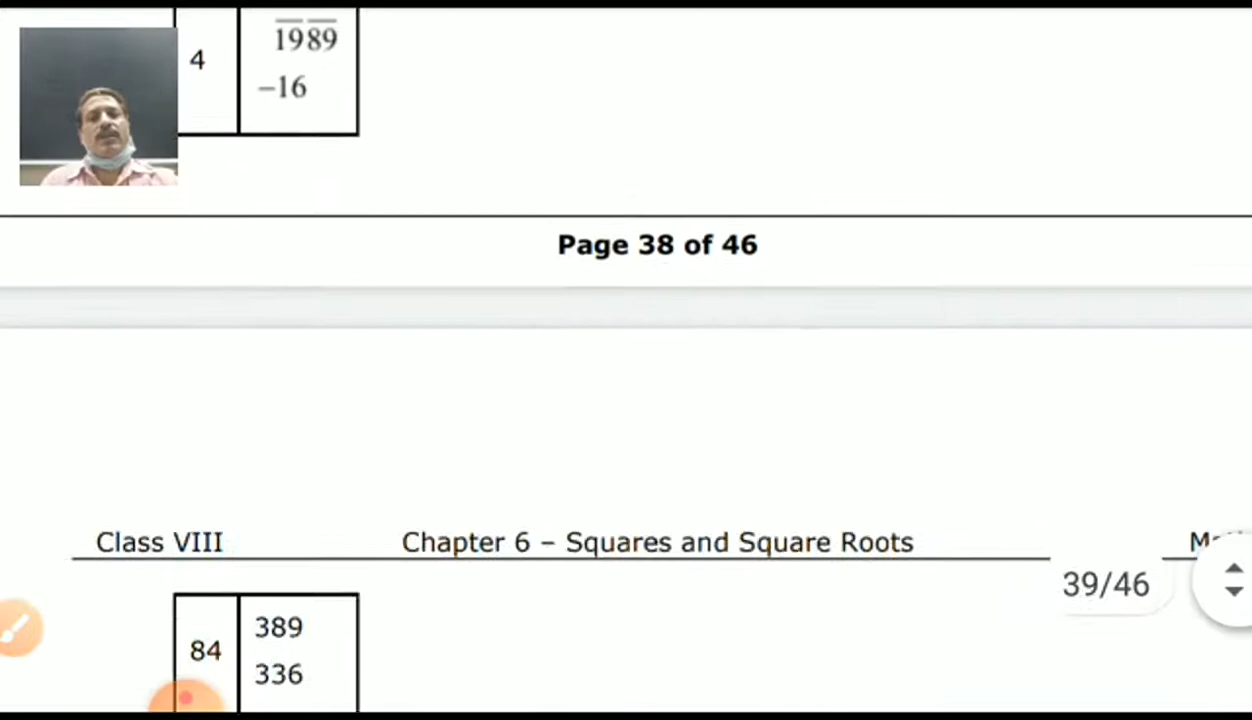 4
1989
−16
Page 38 of 46
Class VIII
Chapter 6 – Squares and Square Roots
39/46
84
389
336